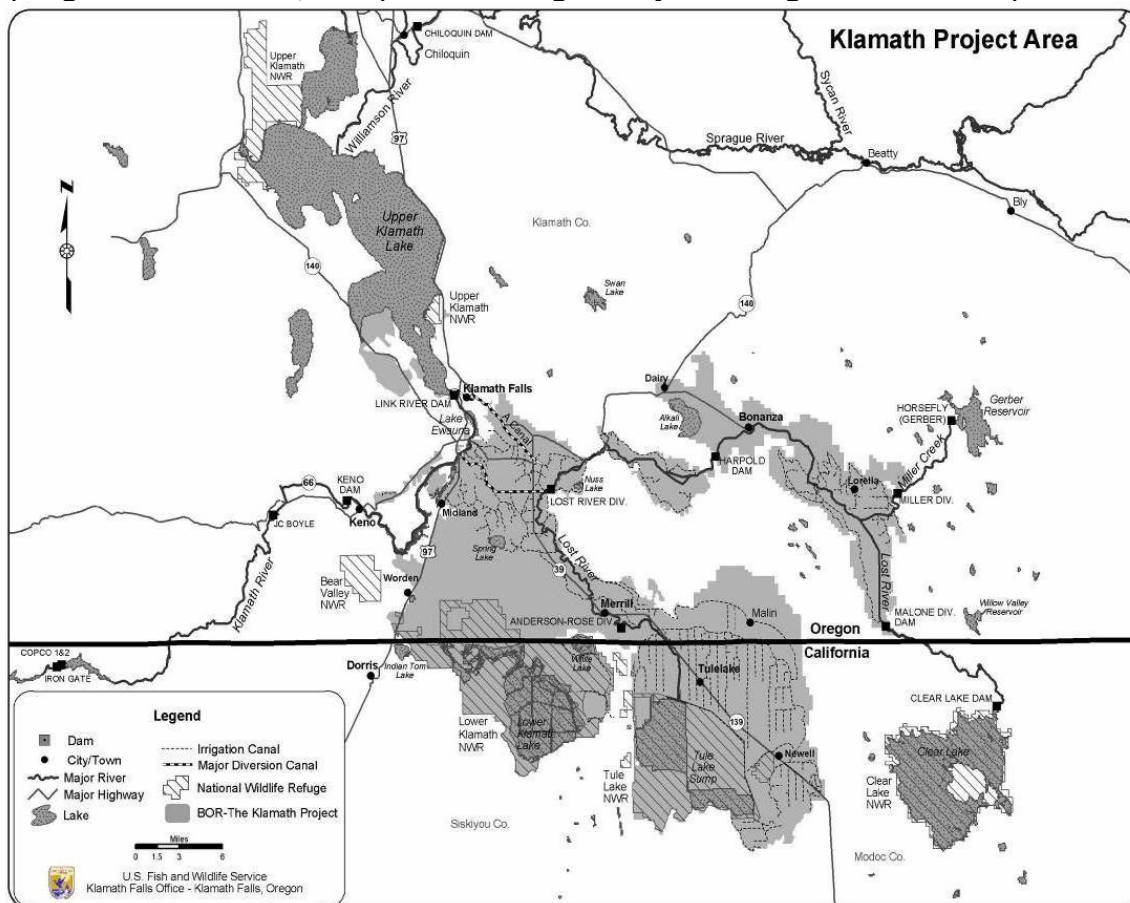 Klamath Project Area
CHILOQUIN DAM
Chiloquin
Upper
Klamath
NWR
Williamson River
97
Sycan River
Sprague River
Beatty
Bly
N
Upper
Klamath
Lake
Klamath Co.
140
Swan
Lake
140
Upper
Klamath
NWR
Dairy
Klamath Falls
LINK RIVER DAM
A Canal
Lake
Ewauna
Alkali
Lake
Bonanza
HORSEFLY
(GERBER)
Gerber
Reservoir
HARPOLD
DAM
Miller Creek
Lorella
MILLER DIV.
Nuss
Lake
LOST RIVER DIV.
66
KENO
DAM
Keno
JC BOYLE
Midland
97
Spring
Lake
39
Lost River
Lost River
Klamath River
Bear
Valley
NWR
Worden
Merrill
Malin
ANDERSON-ROSE DIV.
MALONE DIV.
DAM
Willow Valley
Reservoir
Oregon
California
COPCO 1&2
IRON GATE
Dorris
Indian Tom
Lake
White
Lake
Tulelake
CLEAR LAKE DAM
Lower
Klamath
NWR
Lower
Klamath
Lake
139
Tule
Lake
Sump
Newell
Tule
Lake
NWR
Clear Lake
Clear
Lake
NWR
Siskiyou Co.
Modoc Co.
Legend
Dam
City/Town
Major River
Major Highway
Lake
Irrigation Canal
Major Diversion Canal
National Wildlife Refuge
BOR-The Klamath Project
Miles
0 1.5 3 6
U.S. Fish and Wildlife Service
Klamath Falls Office - Klamath Falls, Oregon